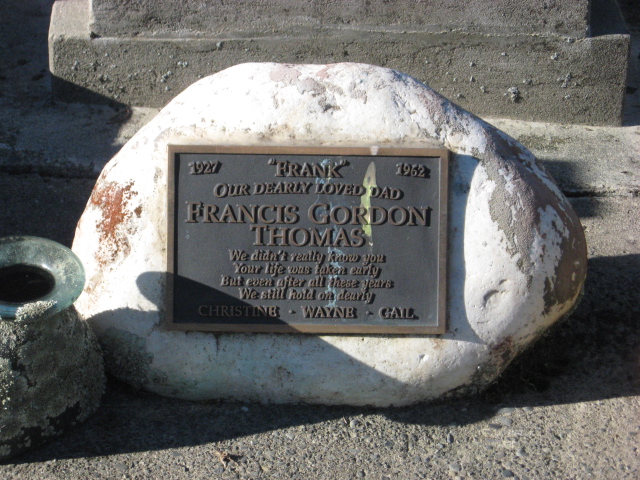 1927 "FRANK" 1962
OUR DEARLY LOVED DAD
FRANCIS GORDON
THOMAS
We didn't really know you
Your life was taken early
But even after all these years
We still hold on dearly
CHRISTINE - WAYNE - GAIL